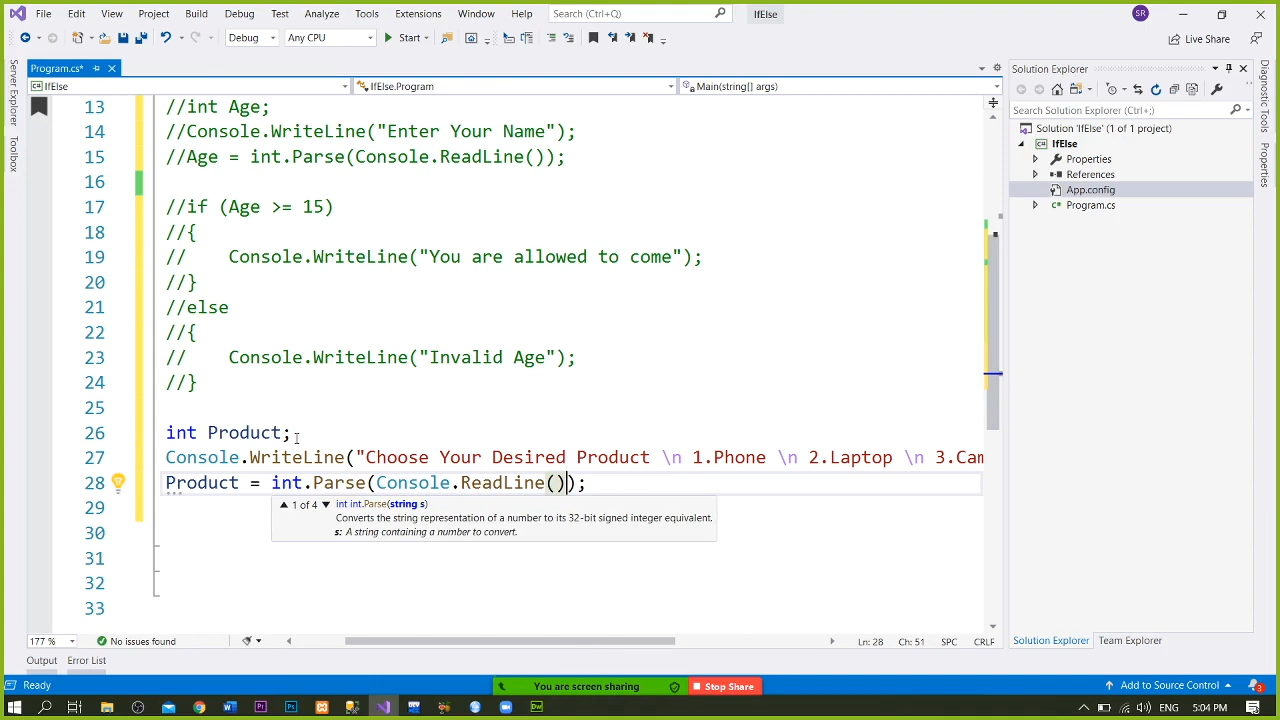 File Edit View Project Build Debug Test Analyze Tools Extensions Window Help Search (Ctrl+Q) IfElse SR
Debug Any CPU Start Live Share
Server Explorer
Toolbox
Program.cs*
IfElse IfElse.Program Main(string[] args)
13 //int Age;
14 //Console.WriteLine("Enter Your Name");
15 //Age = int.Parse(Console.ReadLine());
16
17 //if (Age >= 15)
18 //{
19 // Console.WriteLine("You are allowed to come");
20 //}
21 //else
22 //{
23 // Console.WriteLine("Invalid Age");
24 //}
25
26 int Product;
27 Console.WriteLine("Choose Your Desired Product \n 1.Phone \n 2.Laptop \n 3.Cam
28 Product = int.Parse(Console.ReadLine());
29
1 of 4 int int.Parse(string s)
Converts the string representation of a number to its 32-bit signed integer equivalent.
s: A string containing a number to convert.
30
31
32
33
177 % No issues found Ln: 28 Ch: 51 SPC CRLF
Solution Explorer
Search Solution Explorer (Ctrl+;)
Solution 'IfElse' (1 of 1 project)
IfElse
Properties
References
App.config
Program.cs
Solution Explorer Team Explorer
Diagnostic Tools
Properties
Output Error List
Ready Add to Source Control 3
You are screen sharing Stop Share
ENG 5:04 PM 3